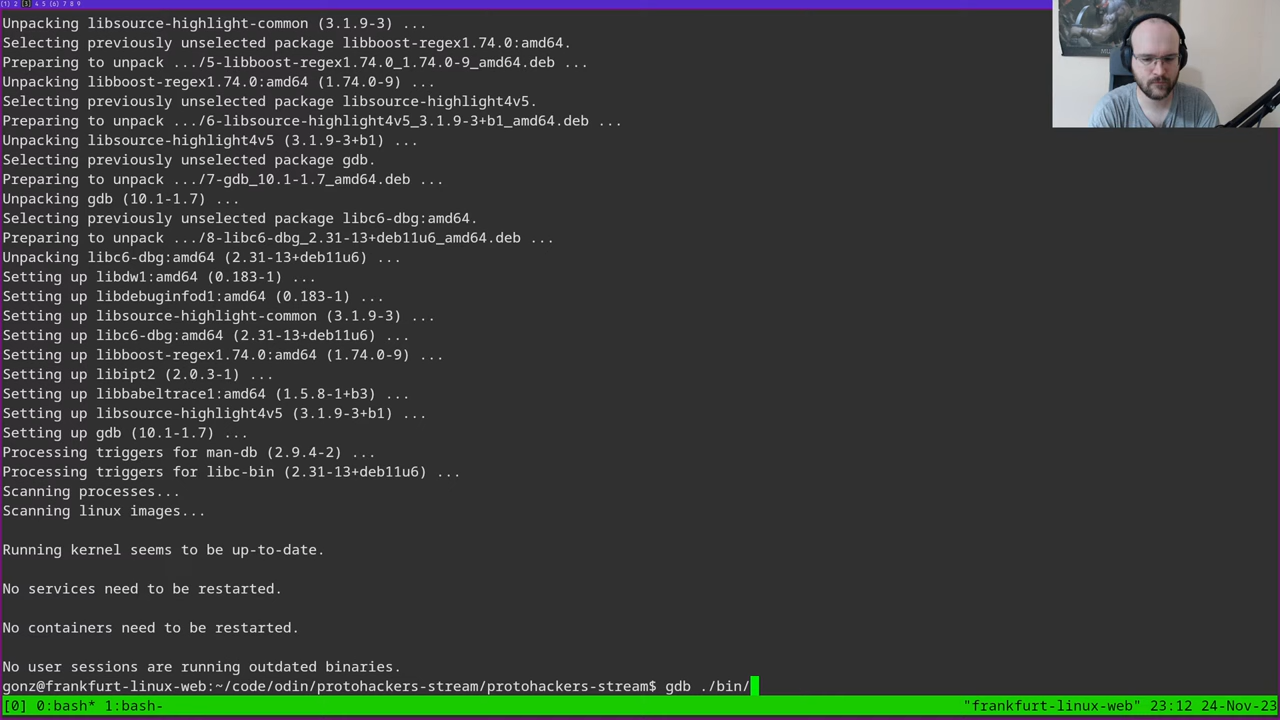 (1) 2 [3] 4 5 (6) 7 8 9
Unpacking libsource-highlight-common (3.1.9-3) ...
Selecting previously unselected package libboost-regex1.74.0:amd64.
Preparing to unpack .../5-libboost-regex1.74.0_1.74.0-9_amd64.deb ...
Unpacking libboost-regex1.74.0:amd64 (1.74.0-9) ...
Selecting previously unselected package libsource-highlight4v5.
Preparing to unpack .../6-libsource-highlight4v5_3.1.9-3+b1_amd64.deb ...
Unpacking libsource-highlight4v5 (3.1.9-3+b1) ...
Selecting previously unselected package gdb.
Preparing to unpack .../7-gdb_10.1-1.7_amd64.deb ...
Unpacking gdb (10.1-1.7) ...
Selecting previously unselected package libc6-dbg:amd64.
Preparing to unpack .../8-libc6-dbg_2.31-13+deb11u6_amd64.deb ...
Unpacking libc6-dbg:amd64 (2.31-13+deb11u6) ...
Setting up libdw1:amd64 (0.183-1) ...
Setting up libdebuginfod1:amd64 (0.183-1) ...
Setting up libsource-highlight-common (3.1.9-3) ...
Setting up libc6-dbg:amd64 (2.31-13+deb11u6) ...
Setting up libboost-regex1.74.0:amd64 (1.74.0-9) ...
Setting up libipt2 (2.0.3-1) ...
Setting up libbabeltrace1:amd64 (1.5.8-1+b3) ...
Setting up libsource-highlight4v5 (3.1.9-3+b1) ...
Setting up gdb (10.1-1.7) ...
Processing triggers for man-db (2.9.4-2) ...
Processing triggers for libc-bin (2.31-13+deb11u6) ...
Scanning processes...
Scanning linux images...
Running kernel seems to be up-to-date.
No services need to be restarted.
No containers need to be restarted.
No user sessions are running outdated binaries.
gonz@frankfurt-linux-web:~/code/odin/protohackers-stream/protohackers-stream$ gdb ./bin/
[0] 0:bash* 1:bash- "frankfurt-linux-web" 23:12 24-Nov-23